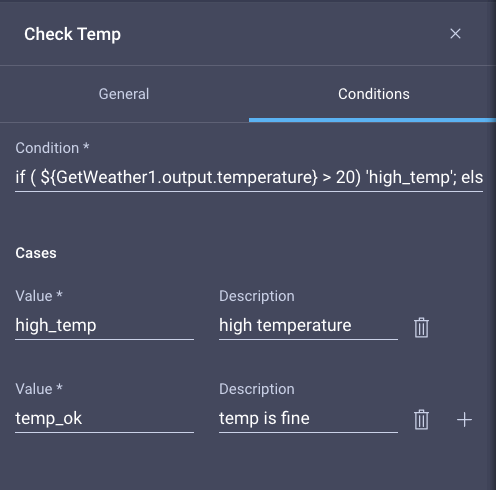 Check Temp
General Conditions
Condition *
if ( ${GetWeather1.output.temperature} > 20) 'high_temp'; els
Cases
Value * Description
high_temp high temperature
Value * Description
temp_ok temp is fine